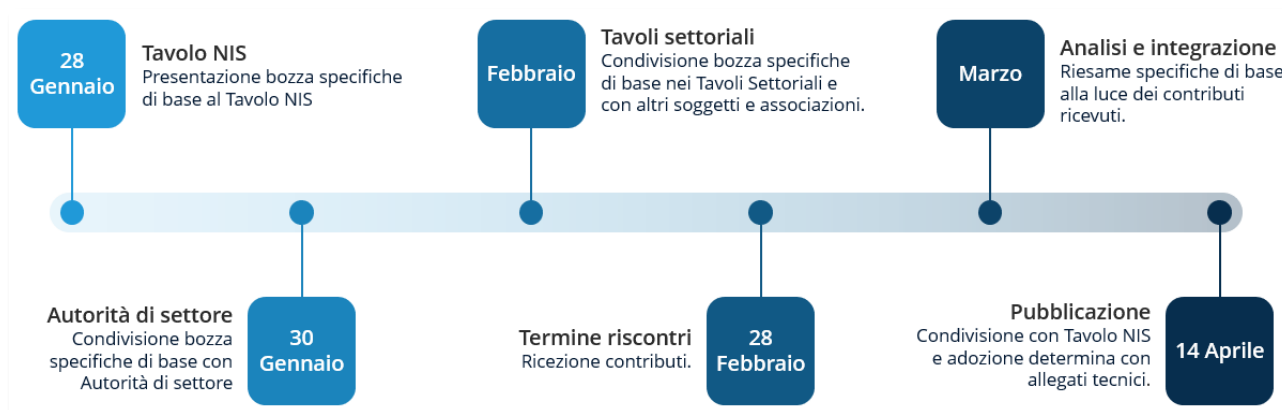 28
Gennaio
Tavolo NIS
Presentazione bozza specifiche
di base al Tavolo NIS
Febbraio
Tavoli settoriali
Condivisione bozza specifiche
di base nei Tavoli Settoriali e
con altri soggetti e associazioni.
Marzo
Analisi e integrazione
Riesame specifiche di base
alla luce dei contributi
ricevuti.
Autorità di settore
Condivisione bozza
specifiche di base con
Autorità di settore
30
Gennaio
Termine riscontri
Ricezione contributi.
28
Febbraio
Pubblicazione
Condivisione con Tavolo NIS
e adozione determina con
allegati tecnici.
14 Aprile